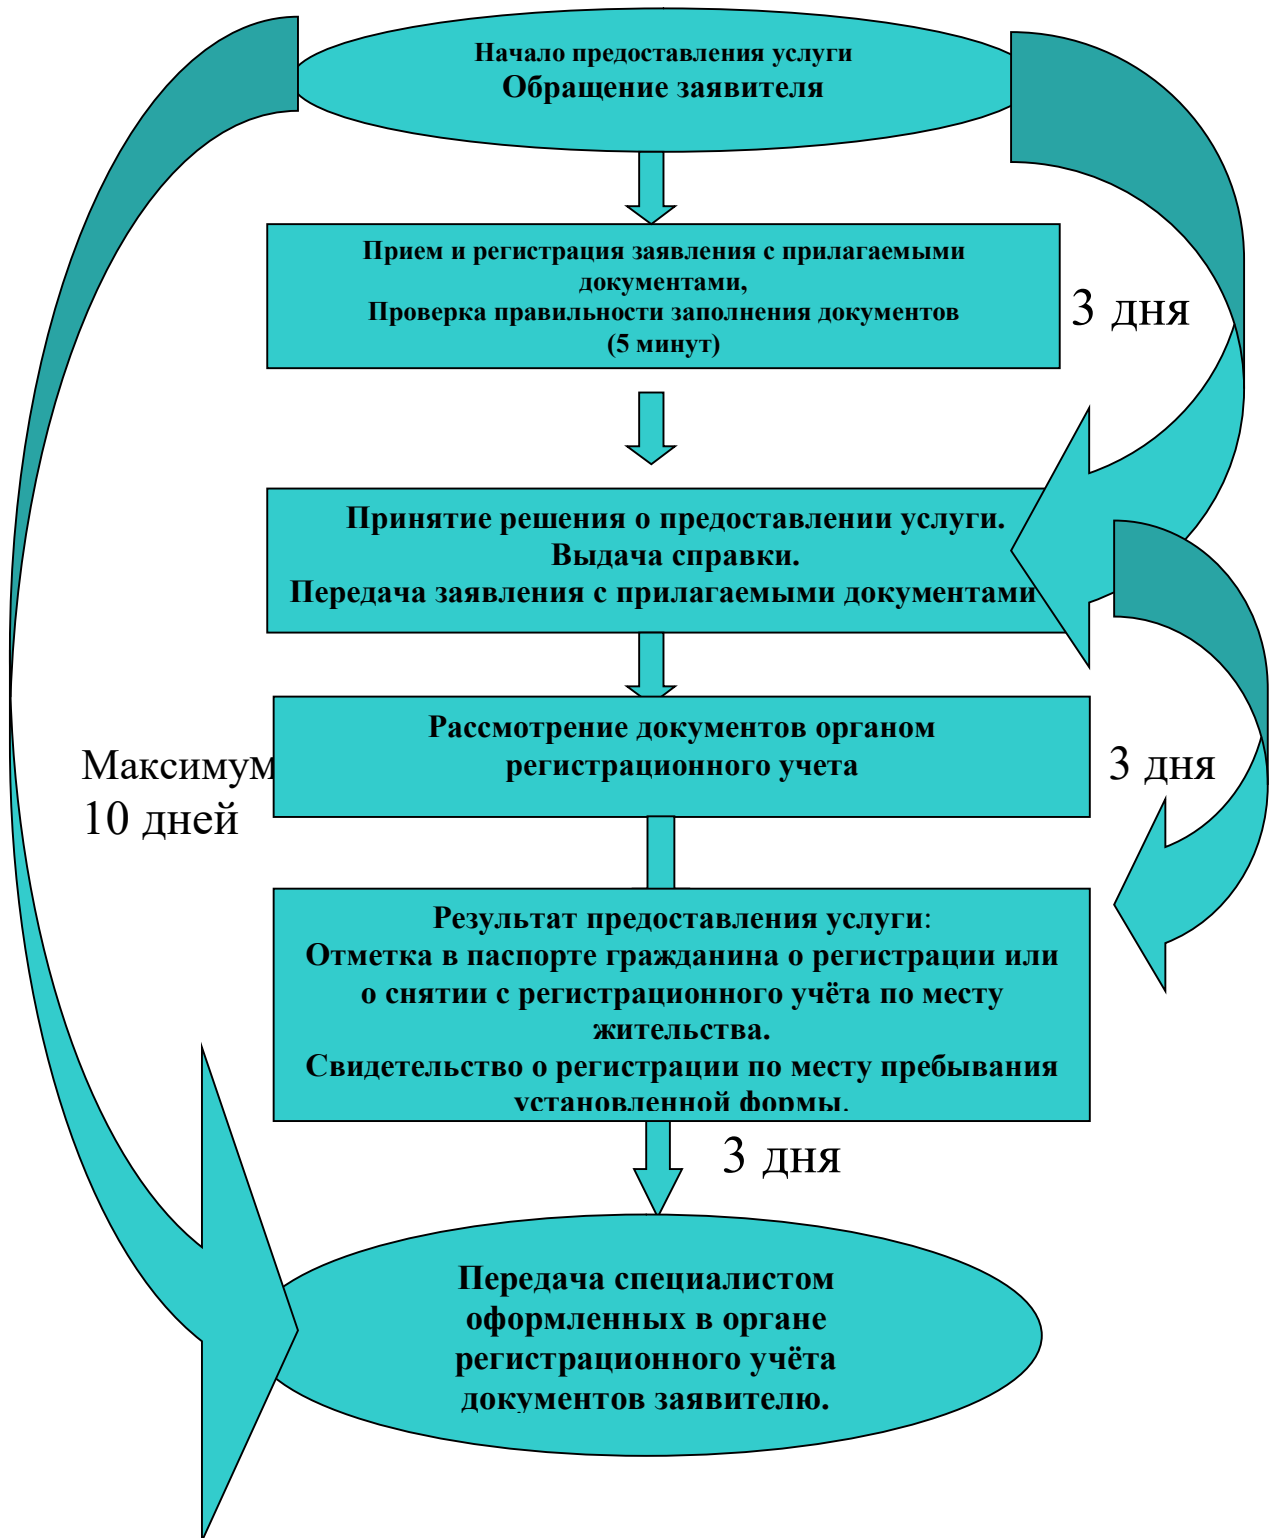 Начало предоставления услуги
Обращение заявителя
Прием и регистрация заявления с прилагаемыми
документами,
Проверка правильности заполнения документов
(5 минут)
3 дня
Принятие решения о предоставлении услуги.
Выдача справки.
Передача заявления с прилагаемыми документами
Рассмотрение документов органом
регистрационного учета
Максимум
10 дней
3 дня
Результат предоставления услуги:
Отметка в паспорте гражданина о регистрации или
о снятии с регистрационного учёта по месту
жительства.
Свидетельство о регистрации по месту пребывания
установленной формы.
3 дня
Передача специалистом
оформленных в органе
регистрационного учёта
документов заявителю.